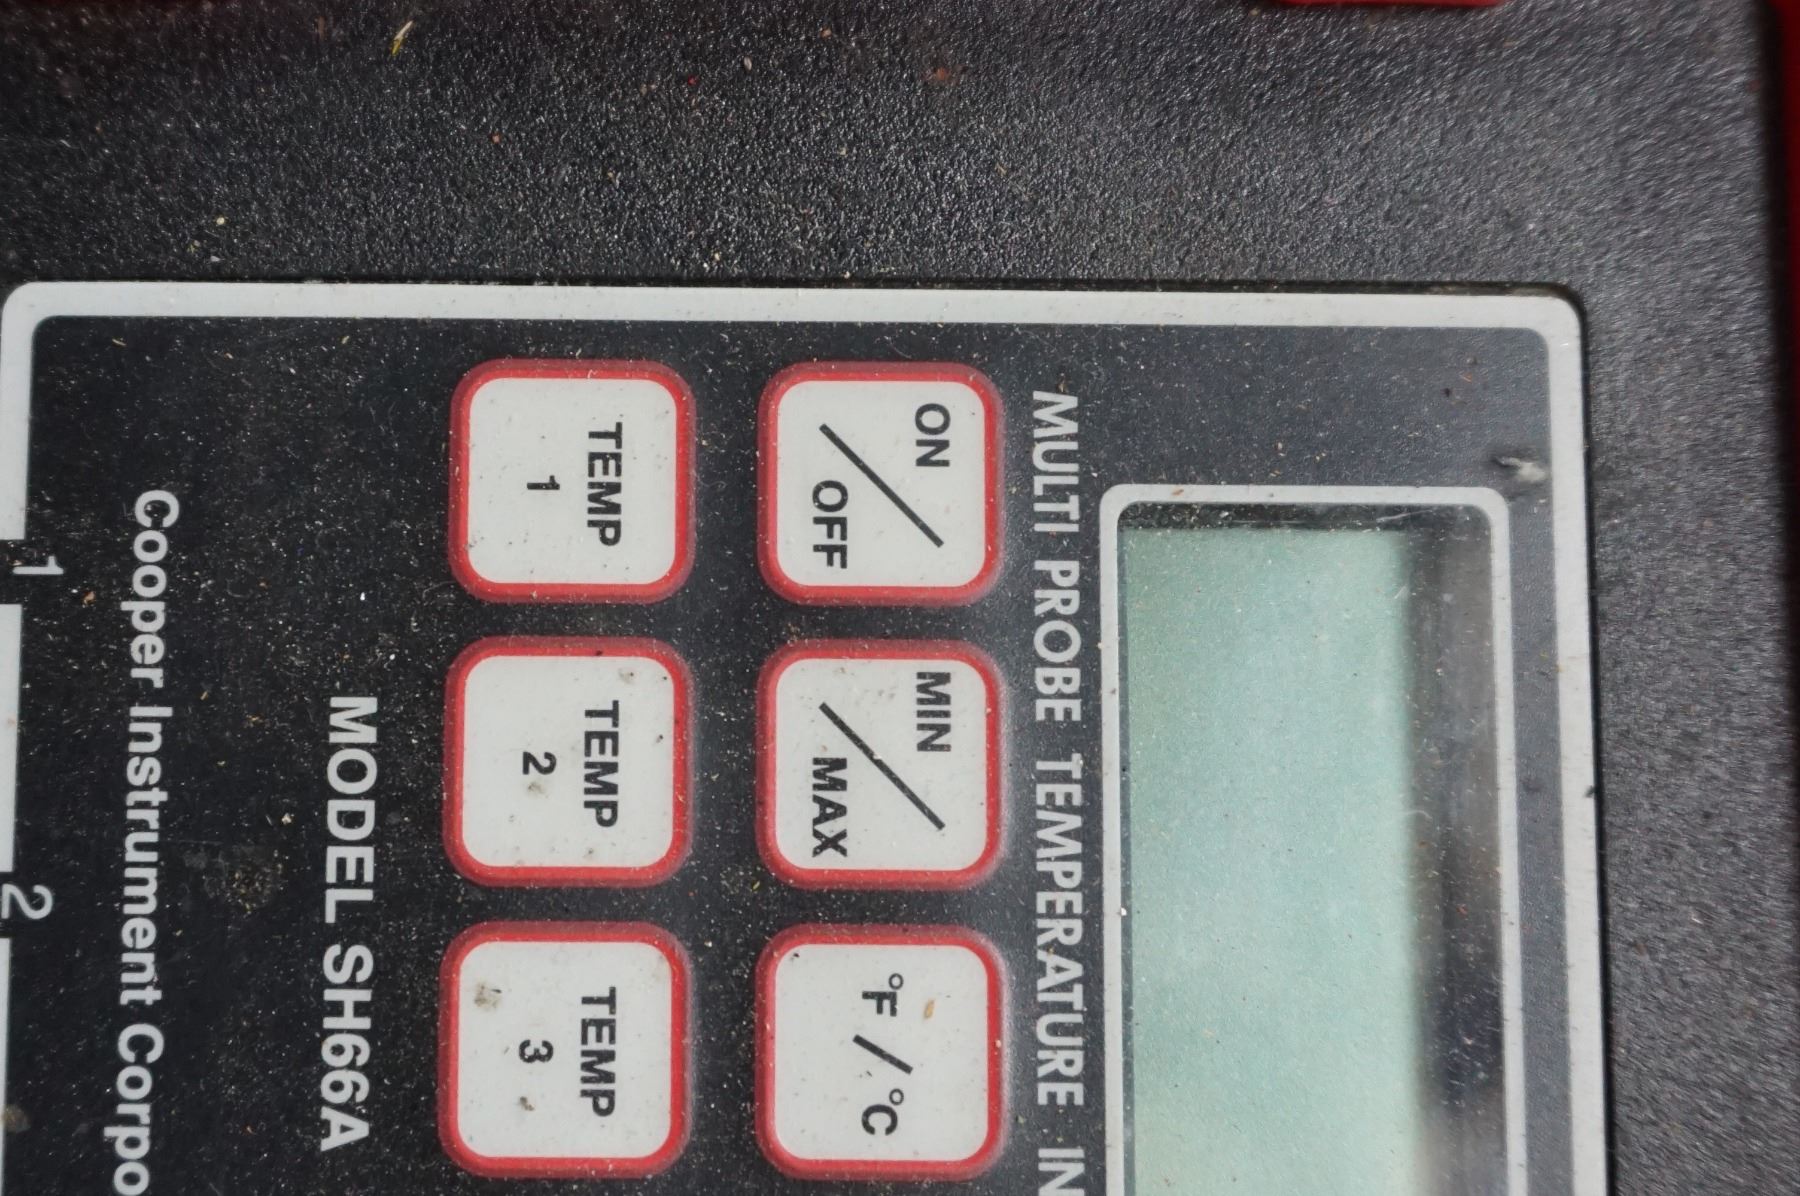 MULTI PROBE TEMPERATURE IN
ON / OFF
MIN / MAX
°F / °C
TEMP 1
TEMP 2
TEMP 3
MODEL SH66A
Cooper Instrument Corpo
1
2